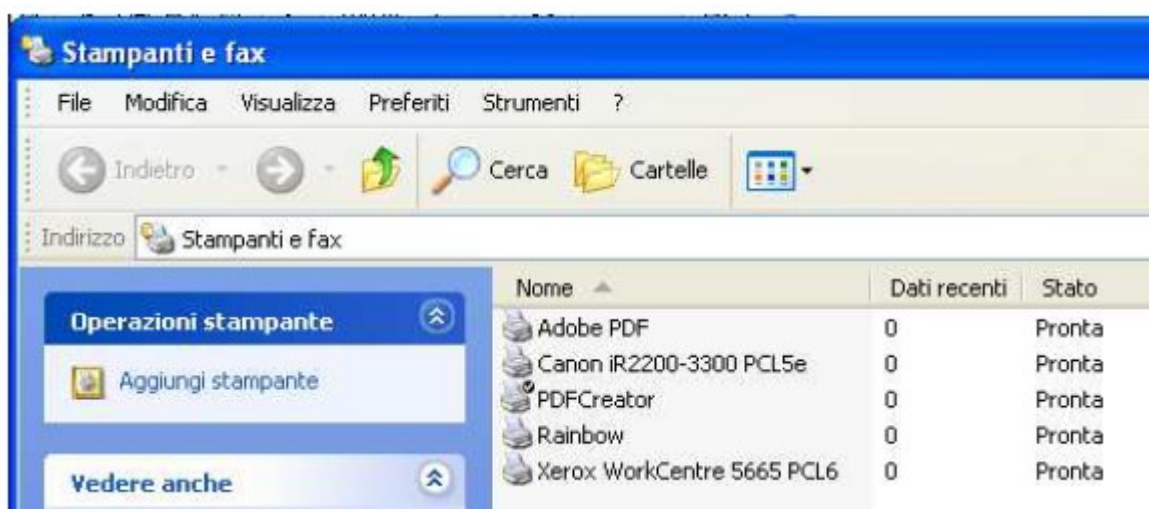 Stampanti e fax
File Modifica Visualizza Preferiti Strumenti ?
Indietro Cerca Cartelle
Indirizzo Stampanti e fax
Operazioni stampante
Aggiungi stampante
Vedere anche
Nome Dati recenti Stato
Adobe PDF 0 Pronta
Canon iR2200-3300 PCL5e 0 Pronta
PDFCreator 0 Pronta
Rainbow 0 Pronta
Xerox WorkCentre 5665 PCL6 0 Pronta